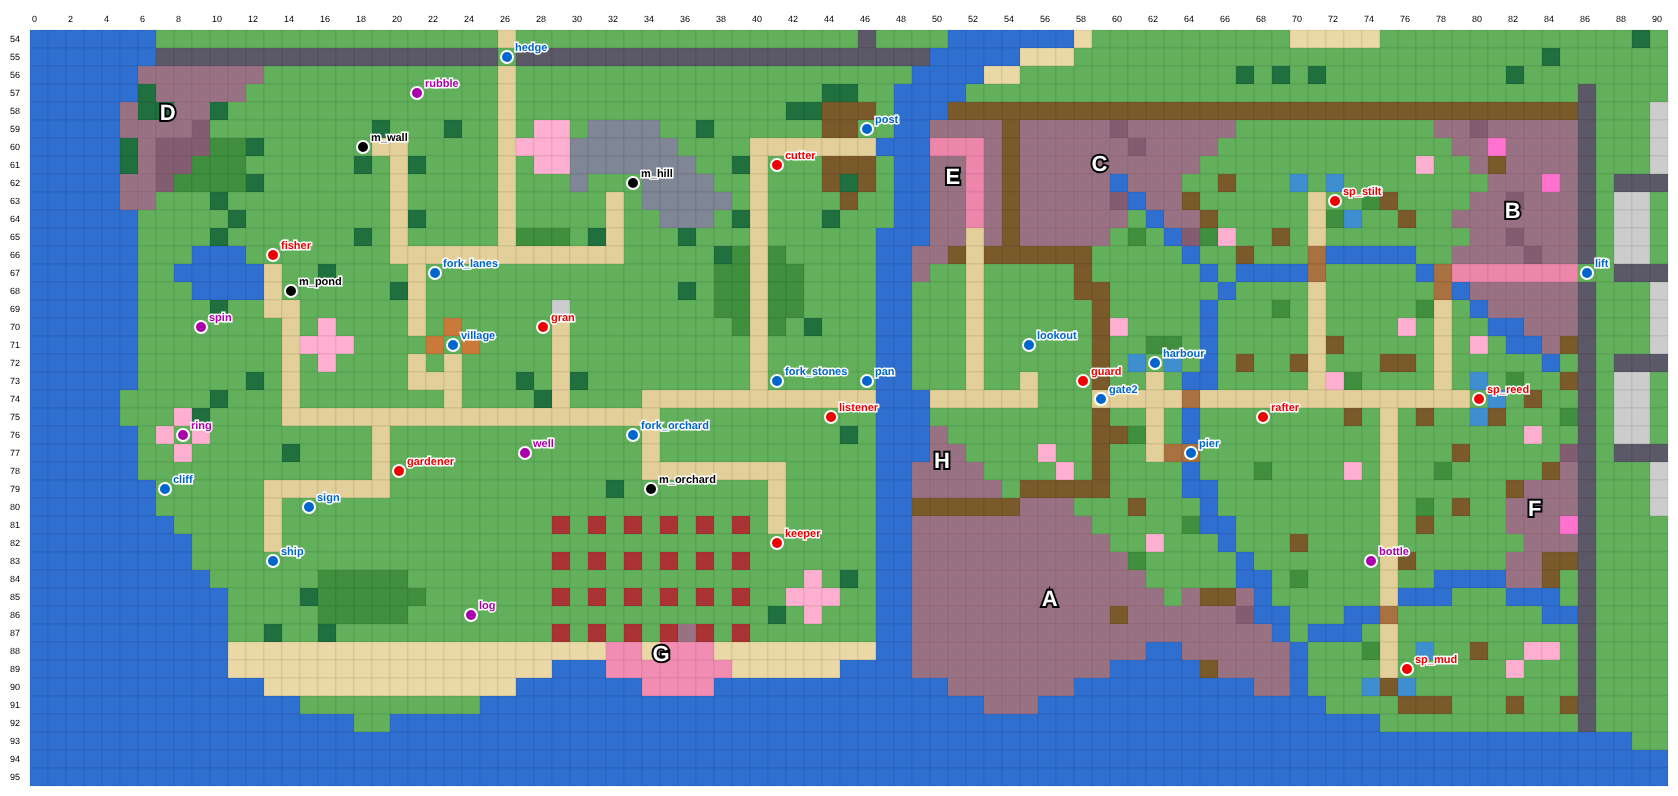 0 2 4 6 8 10 12 14 16 18 20 22 24 26 28 30 32 34 36 38 40 42 44 46 48 50 52 54 56 58 60 62 64 66 68 70 72 74 76 78 80 82 84 86 88 90
54
55 hedge
56
57 rubble
58 D
59 post
60 m_wall
61 cutter C
62 m_hill E
63 sp_stilt B
64
65
66 fisher
67 fork_lanes lift
68 m_pond
69
70 spin gran
71 village lookout
72 harbour
73 fork_stones pan guard
74 gate2 sp_reed
75 listener rafter
76 ring fork_orchard
77 well H pier
78 gardener
79 cliff m_orchard
80 sign F
81
82 keeper
83 ship bottle
84
85 A
86 log
87
88 G
89 sp_mud
90
91
92
93
94
95